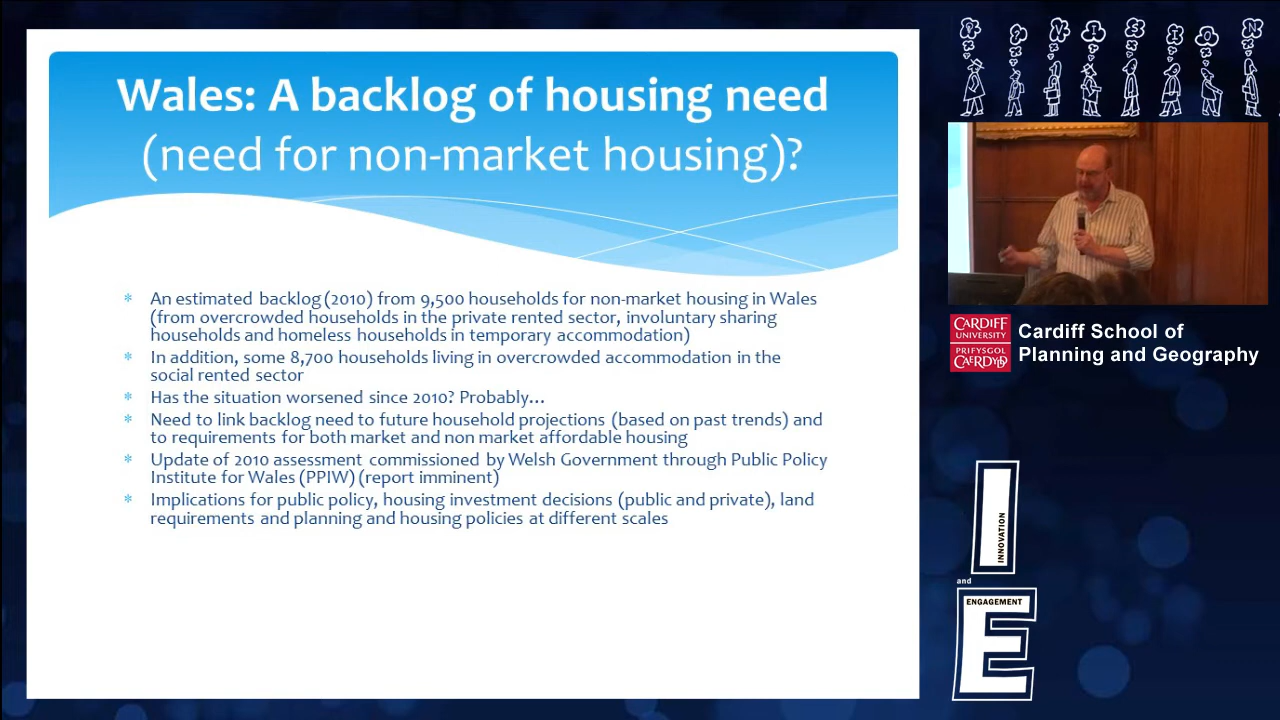 Wales: A backlog of housing need
(need for non-market housing)?
* An estimated backlog (2010) from 9,500 households for non-market housing in Wales
(from overcrowded households in the private rented sector, involuntary sharing
households and homeless households in temporary accommodation)
* In addition, some 8,700 households living in overcrowded accommodation in the
social rented sector
* Has the situation worsened since 2010? Probably…
* Need to link backlog need to future household projections (based on past trends) and
to requirements for both market and non market affordable housing
* Update of 2010 assessment commissioned by Welsh Government through Public Policy
Institute for Wales (PPIW) (report imminent)
* Implications for public policy, housing investment decisions (public and private), land
requirements and planning and housing policies at different scales
Q ? V I S I O N
CARDIFF
UNIVERSITY
PRIFYSGOL
CAERDYDD
Cardiff School of
Planning and Geography
I
INNOVATION
and
ENGAGEMENT
E